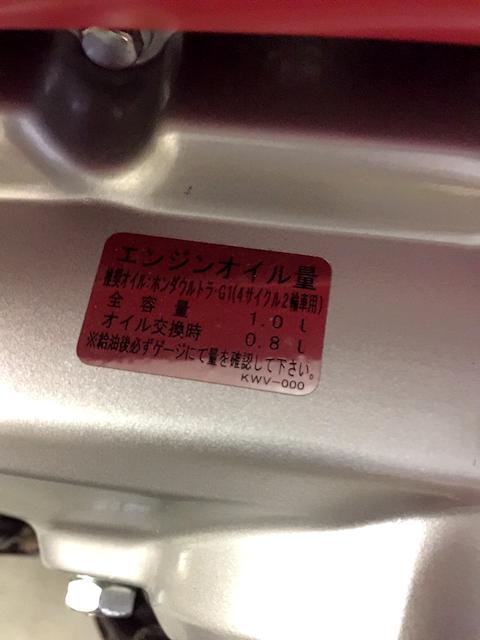 エンジンオイル量
推奨オイル:ホンダウルトラ-G1(4サイクル2輪車用)
全容量 1.0 L
オイル交換時 0.8 L
※給油後必ずゲージにて量を確認して下さい。
KWV-000